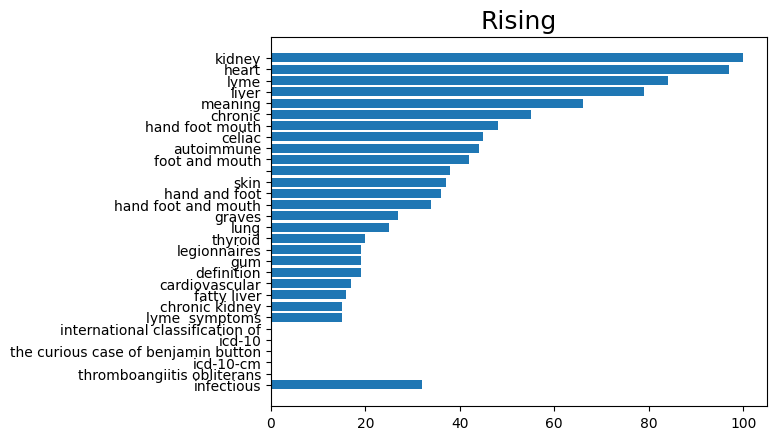 Rising
kidney
heart
lyme
liver
meaning
chronic
hand foot mouth
celiac
autoimmune
foot and mouth
skin
hand and foot
hand foot and mouth
graves
lung
thyroid
legionnaires
gum
definition
cardiovascular
fatty liver
chronic kidney
lyme  symptoms
international classification of
icd-10
the curious case of benjamin button
icd-10-cm
thromboangiitis obliterans
infectious
0 20 40 60 80 100